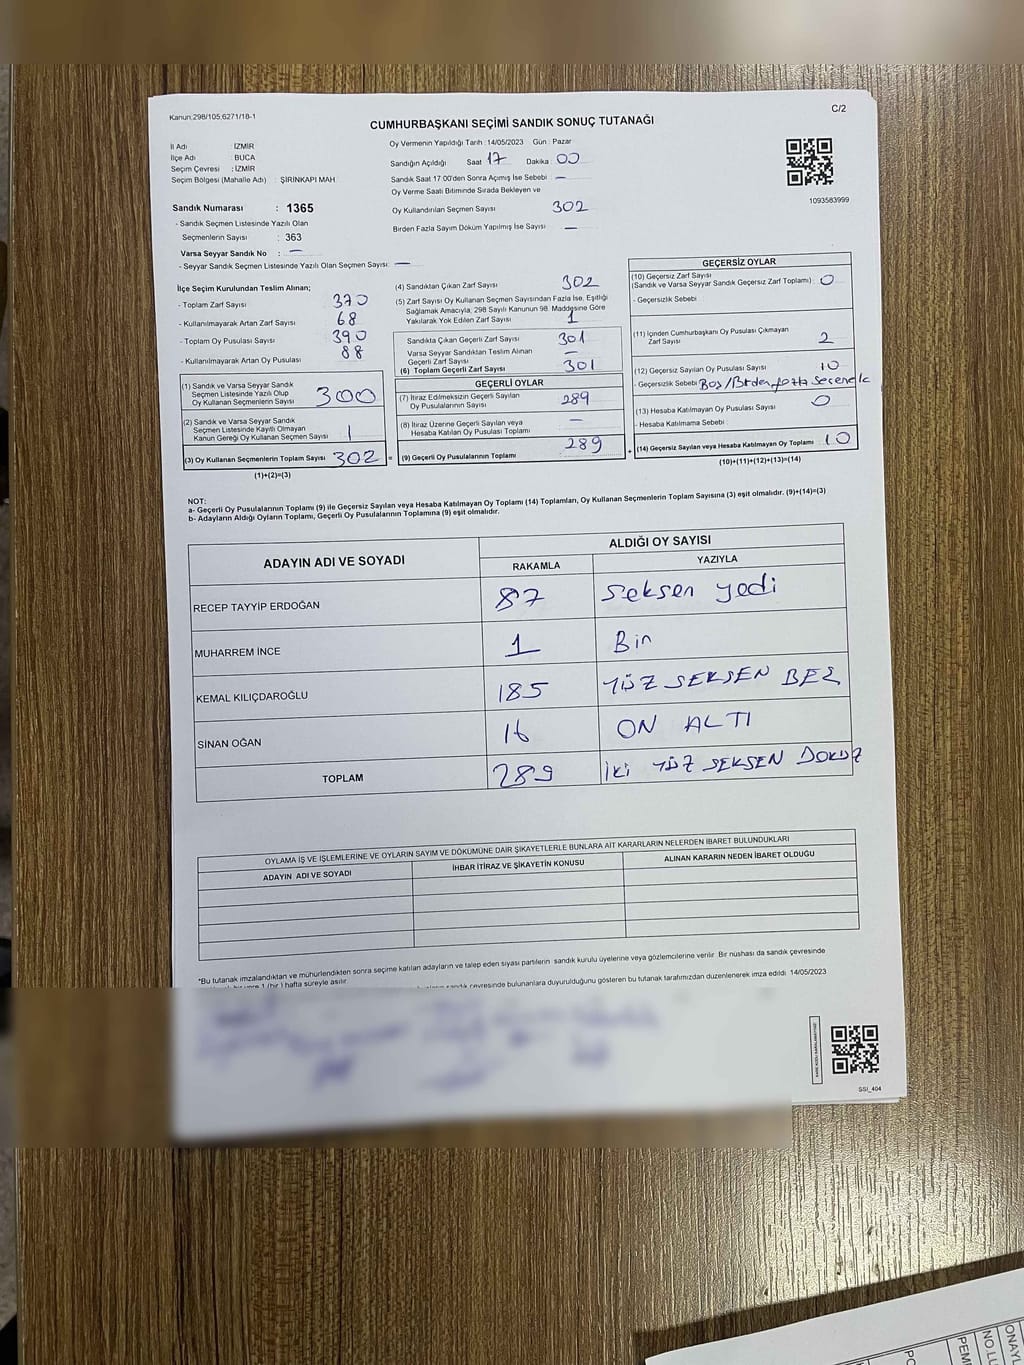 Kanun:298/105;6271/18-1
C/2
CUMHURBAŞKANI SEÇİMİ SANDIK SONUÇ TUTANAĞI
İl Adı : İZMİR
İlçe Adı : BUCA
Seçim Çevresi : İZMİR
Seçim Bölgesi (Mahalle Adı) : ŞİRİNKAPI MAH.
Sandık Numarası : 1365
- Sandık Seçmen Listesinde Yazılı Olan
Seçmenlerin Sayısı : 363
Varsa Seyyar Sandık No : —
- Seyyar Sandık Seçmen Listesinde Yazılı Olan Seçmen Sayısı: —
Oy Vermenin Yapıldığı Tarih : 14/05/2023 Gün : Pazar
Sandığın Açıldığı Saat 17 Dakika 00
Sandık Saat 17:00'den Sonra Açımış İse Sebebi —
Oy Verme Saati Bitiminde Sırada Bekleyen ve
Oy Kullandırılan Seçmen Sayısı 302
Birden Fazla Sayım Döküm Yapılmış İse Sayısı —
1093583999
İlçe Seçim Kurulundan Teslim Alınan;
- Toplam Zarf Sayısı 370
- Kullanılmayarak Artan Zarf Sayısı 68
- Toplam Oy Pusulası Sayısı 390
- Kullanılmayarak Artan Oy Pusulası 88
(1) Sandık ve Varsa Seyyar Sandık
Seçmen Listesinde Yazılı Olup
Oy Kullanan Seçmenlerin Sayısı 300
(2) Sandık ve Varsa Seyyar Sandık
Seçmen Listesinde Kayıtlı Olmayan
Kanun Gereği Oy Kullanan Seçmen Sayısı 1
(3) Oy Kullanan Seçmenlerin Toplam Sayısı 302
(1)+(2)=(3)
(4) Sandıktan Çıkan Zarf Sayısı 302
(5) Zarf Sayısı Oy Kullanan Seçmen Sayısından Fazla İse, Eşitliği
Sağlamak Amacıyla, 298 Sayılı Kanunun 98. Maddesine Göre
Yakılarak Yok Edilen Zarf Sayısı 1
Sandıkta Çıkan Geçerli Zarf Sayısı 301
Varsa Seyyar Sandıktan Teslim Alınan
Geçerli Zarf Sayısı —
(6) Toplam Geçerli Zarf Sayısı 301
GEÇERLİ OYLAR
(7) İtiraz Edilmeksizin Geçerli Sayılan
Oy Pusulalarının Sayısı 289
(8) İtiraz Üzerine Geçerli Sayılan veya
Hesaba Katılan Oy Pusulası Toplamı —
(9) Geçerli Oy Pusulalarının Toplamı 289
GEÇERSİZ OYLAR
(10) Geçersiz Zarf Sayısı
(Sandık ve Varsa Seyyar Sandık Geçersiz Zarf Toplamı) : 0
- Geçersizlik Sebebi :
(11) İçinden Cumhurbaşkanı Oy Pusulası Çıkmayan
Zarf Sayısı 2
(12) Geçersiz Sayılan Oy Pusulası Sayısı 10
- Geçersizlik Sebebi Boş/Birden fazla seçenek
(13) Hesaba Katılmayan Oy Pusulası Sayısı 0
- Hesaba Katılmama Sebebi :
(14) Geçersiz Sayılan veya Hesaba Katılmayan Oy Toplamı 10
(10)+(11)+(12)+(13)=(14)
NOT:
a- Geçerli Oy Pusulalarının Toplamı (9) ile Geçersiz Sayılan veya Hesaba Katılmayan Oy Toplamı (14) Toplamları, Oy Kullanan Seçmenlerin Toplam Sayısına (3) eşit olmalıdır. (9)+(14)=(3)
b- Adayların Aldığı Oyların Toplamı, Geçerli Oy Pusulalarının Toplamına (9) eşit olmalıdır.
ADAYIN ADI VE SOYADI
ALDIĞI OY SAYISI
RAKAMLA YAZIYLA
RECEP TAYYİP ERDOĞAN 87 Seksen yedi
MUHARREM İNCE 1 Bir
KEMAL KILIÇDAROĞLU 185 YÜZ SEKSEN BEŞ
SİNAN OĞAN 16 ON ALTI
TOPLAM 289 İKİ YÜZ SEKSEN DOKUZ
OYLAMA İŞ VE İŞLEMLERİNE VE OYLARIN SAYIM VE DÖKÜMÜNE DAİR ŞİKAYETLERLE BUNLARA AİT KARARLARIN NELERDEN İBARET BULUNDUKLARI
ADAYIN ADI VE SOYADI İHBAR İTİRAZ VE ŞİKAYETİN KONUSU ALINAN KARARIN NEDEN İBARET OLDUĞU
*Bu tutanak imzalandıktan ve mühürlendikten sonra seçime katılan adayların ve talep eden siyasi partilerin sandık kurulu üyelerine veya gözlemcilerine verilir. Bir nüshası da sandık çevresinde
1 (bir) hafta süreyle asılır.
çevresinde bulunanlara duyurulduğunu gösteren bu tutanak tarafımızdan düzenlenerek imza edildi. 14/05/2023
SSI_404
ONAY
NO LU
PEM
PO